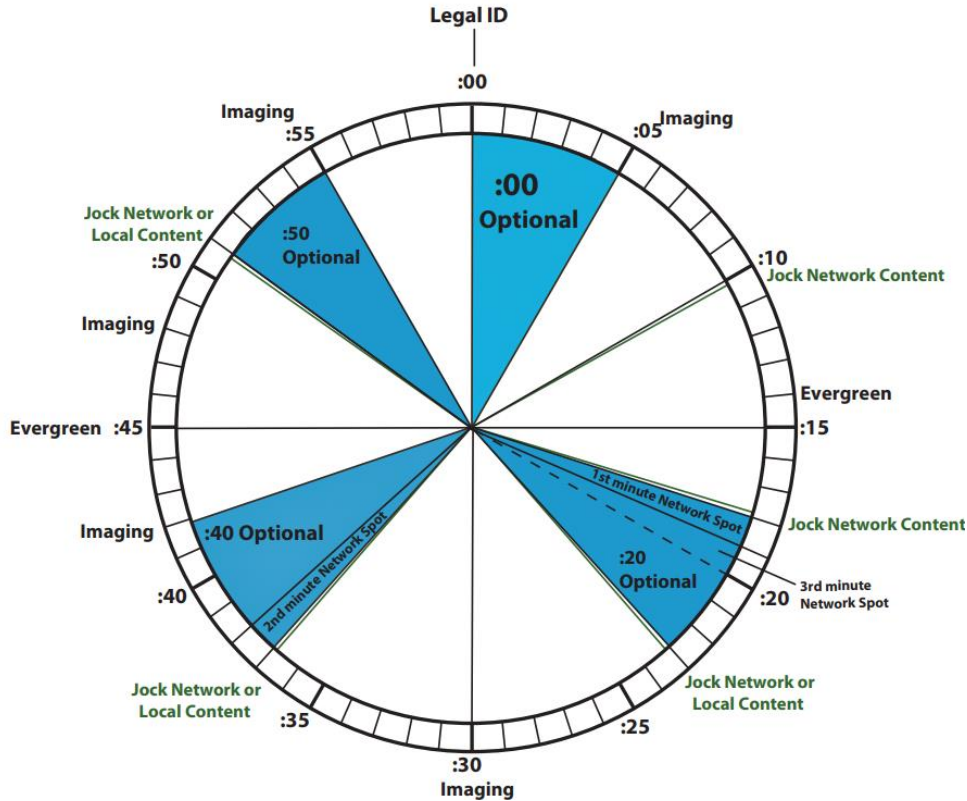 Legal ID
:00
Imaging
:05
:00
Optional
:10
Jock Network Content
Evergreen
:15
1st minute Network Spot
Jock Network Content
3rd minute
Network Spot
:20
:20
Optional
Jock Network or
Local Content
:25
:30
Imaging
:35
Jock Network or
Local Content
2nd minute Network Spot
:40 Optional
:40
Imaging
Evergreen :45
Imaging
:50
Jock Network or
Local Content
:50
Optional
:55
Imaging